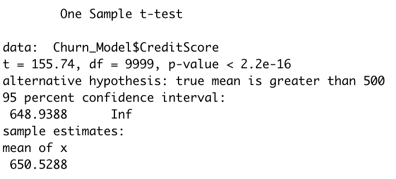 One Sample t-test
data: Churn_Model$CreditScore
t = 155.74, df = 9999, p-value < 2.2e-16
alternative hypothesis: true mean is greater than 500
95 percent confidence interval:
648.9388 Inf
sample estimates:
mean of x
650.5288